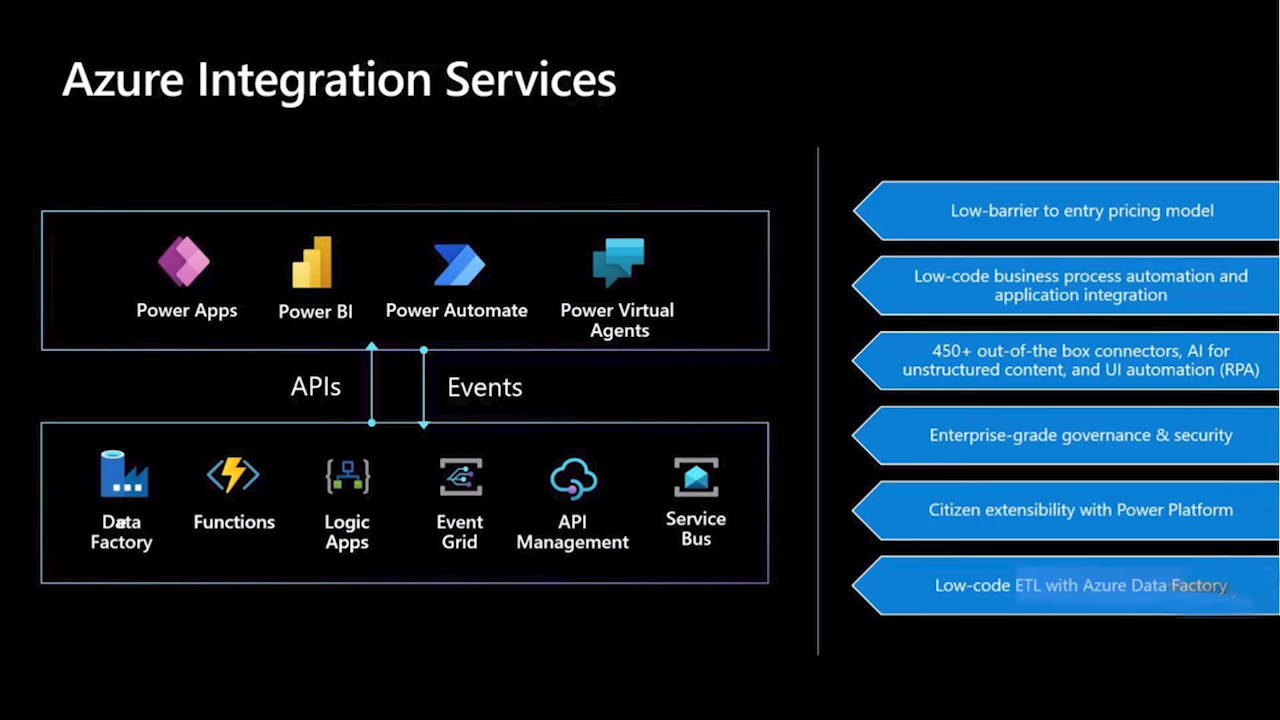 Azure Integration Services
Power Apps
Power BI
Power Automate
Power Virtual
Agents
APIs
Events
Data
Factory
Functions
Logic
Apps
Event
Grid
API
Management
Service
Bus
Low-barrier to entry pricing model
Low-code business process automation and
application integration
450+ out-of-the box connectors, AI for
unstructured content, and UI automation (RPA)
Enterprise-grade governance & security
Citizen extensibility with Power Platform
Low-code ETL with Azure Data Factory